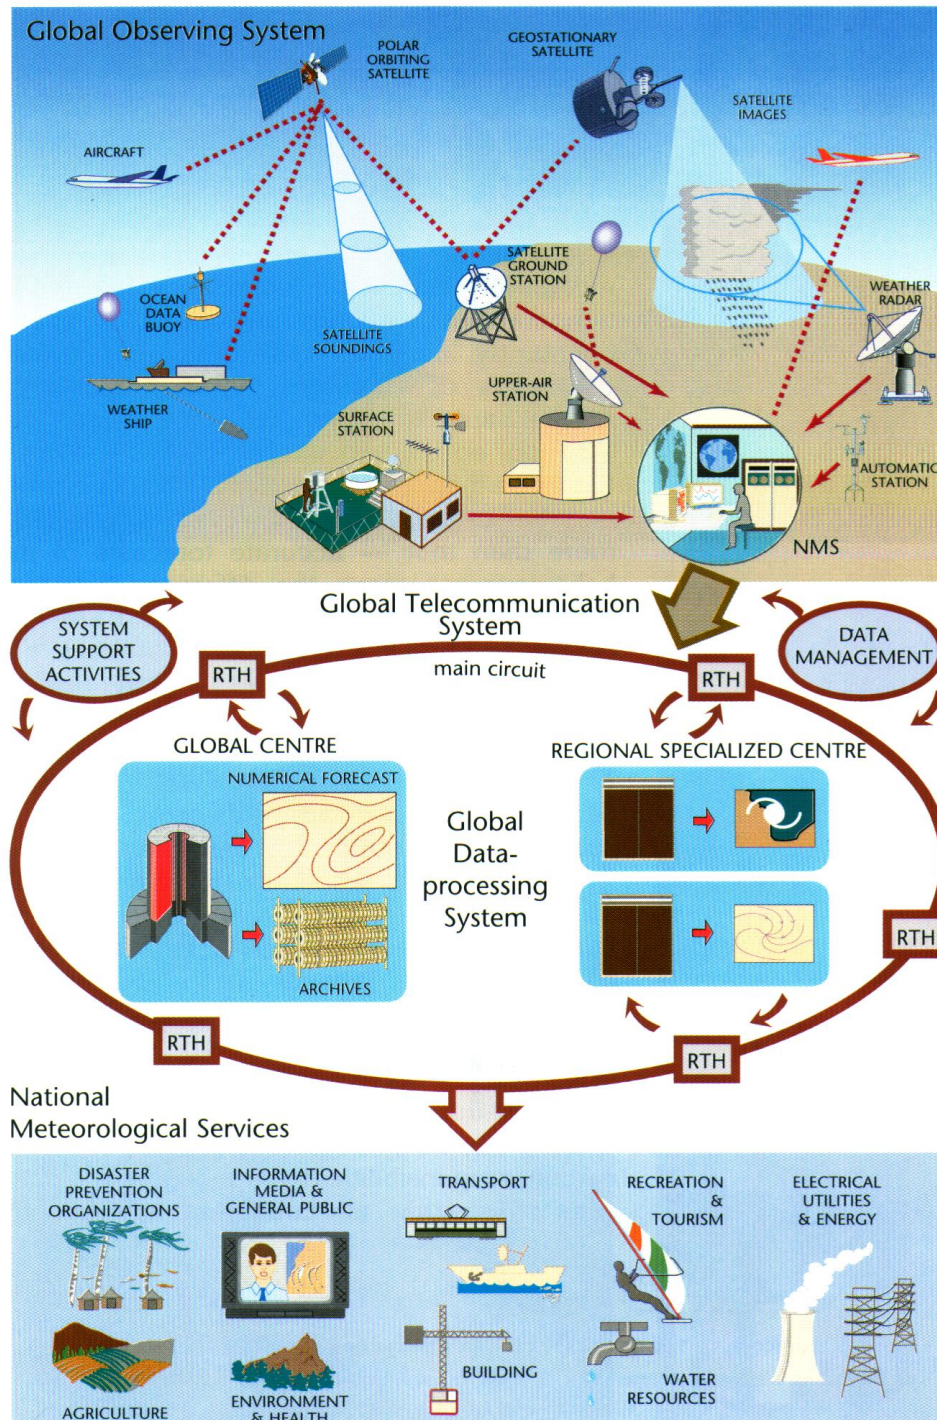 Global Observing System
POLAR
ORBITING
SATELLITE
GEOSTATIONARY
SATELLITE
SATELLITE
IMAGES
AIRCRAFT
OCEAN
DATA
BUOY
SATELLITE
SOUNDINGS
SATELLITE
GROUND
STATION
WEATHER
RADAR
WEATHER
SHIP
SURFACE
STATION
UPPER-AIR
STATION
AUTOMATIC
STATION
NMS
Global Telecommunication
System
main circuit
SYSTEM
SUPPORT
ACTIVITIES
DATA
MANAGEMENT
RTH
RTH
GLOBAL CENTRE
NUMERICAL FORECAST
ARCHIVES
Global
Data-
processing
System
REGIONAL SPECIALIZED CENTRE
RTH
RTH
RTH
National
Meteorological Services
DISASTER
PREVENTION
ORGANIZATIONS
INFORMATION
MEDIA &
GENERAL PUBLIC
TRANSPORT
RECREATION
&
TOURISM
ELECTRICAL
UTILITIES
& ENERGY
AGRICULTURE
ENVIRONMENT
& HEALTH
BUILDING
WATER
RESOURCES